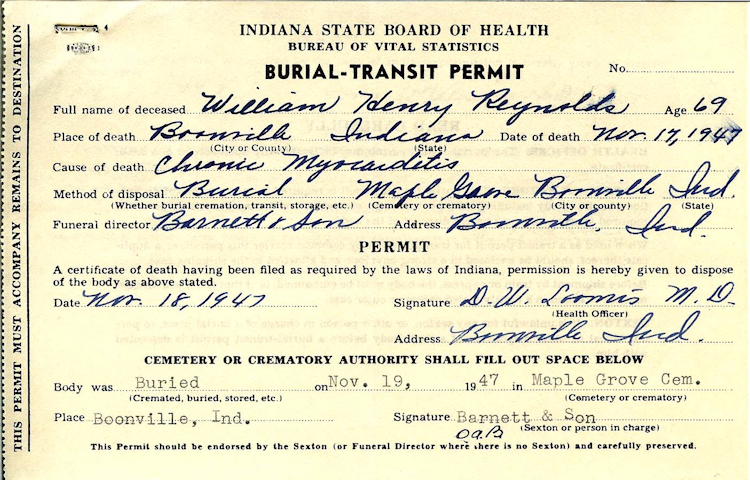 INDIANA STATE BOARD OF HEALTH
BUREAU OF VITAL STATISTICS
BURIAL-TRANSIT PERMIT
No.
Full name of deceased William Henry Reynolds Age 69
Place of death Boonville Indiana Date of death Nov. 17, 1947
(City or County) (State)
Cause of death Chronic Myocarditis
Method of disposal Burial Maple Grove Boonville Ind.
(Whether burial cremation, transit, storage, etc.) (Cemetery or crematory) (City or county) (State)
Funeral director Barnett & Son Address Boonville, Ind.
PERMIT
A certificate of death having been filed as required by the laws of Indiana, permission is hereby given to dispose
of the body as above stated.
Date Nov. 18, 1947 Signature D. W. Loomis M. D.
(Health Officer)
Address Boonville Ind.
CEMETERY OR CREMATORY AUTHORITY SHALL FILL OUT SPACE BELOW
Body was Buried on Nov. 19, 1947 in Maple Grove Cem.
(Cremated, buried, stored, etc.) (Cemetery or crematory)
Place Boonville, Ind. Signature Barnett & Son
(Sexton or person in charge)
This Permit should be endorsed by the Sexton (or Funeral Director where there is no Sexton) and carefully preserved.
THIS PERMIT MUST ACCOMPANY REMAINS TO DESTINATION